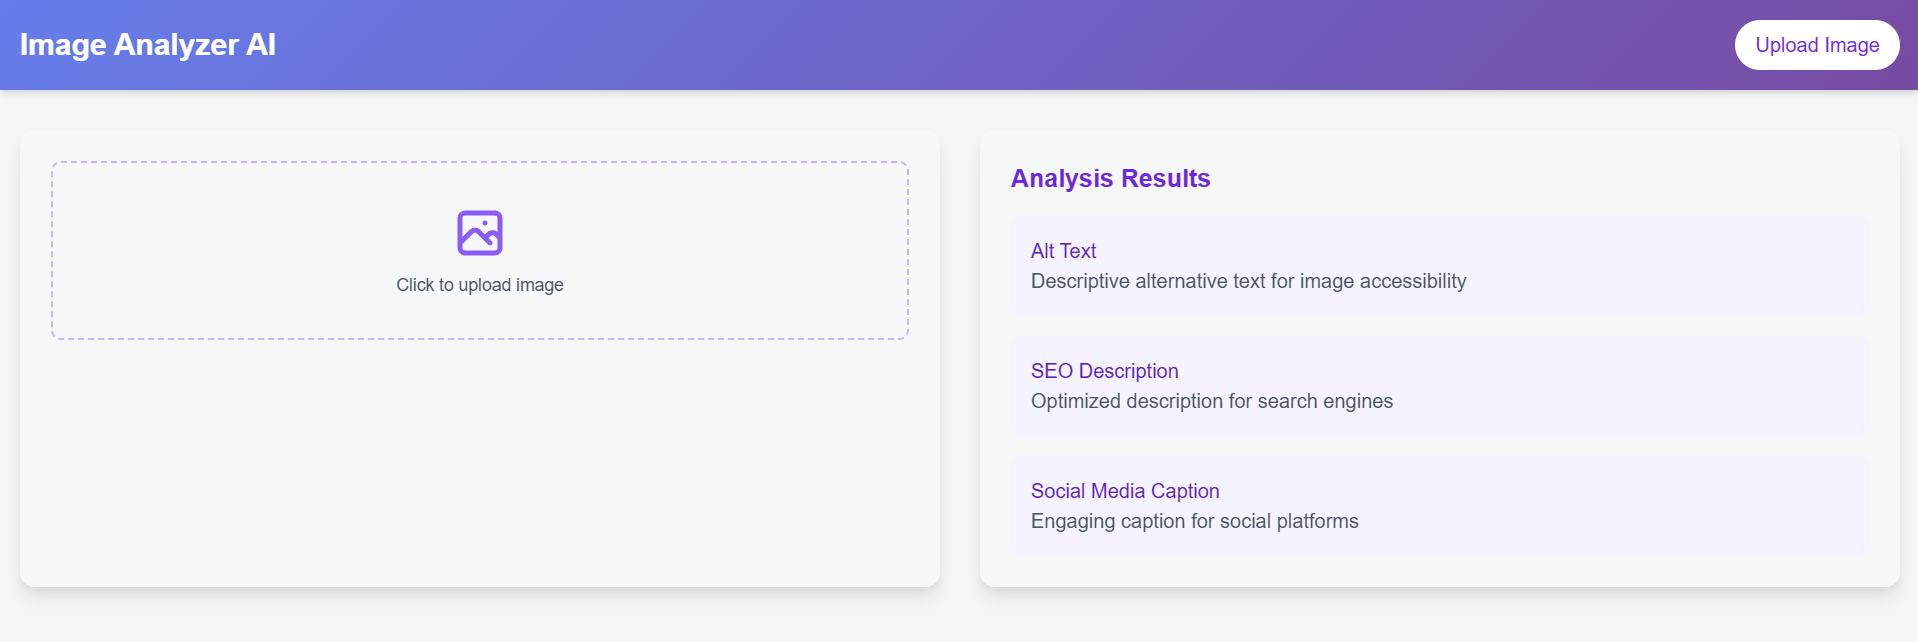 Image Analyzer AI
Upload Image
Click to upload image
Analysis Results
Alt Text
Descriptive alternative text for image accessibility
SEO Description
Optimized description for search engines
Social Media Caption
Engaging caption for social platforms